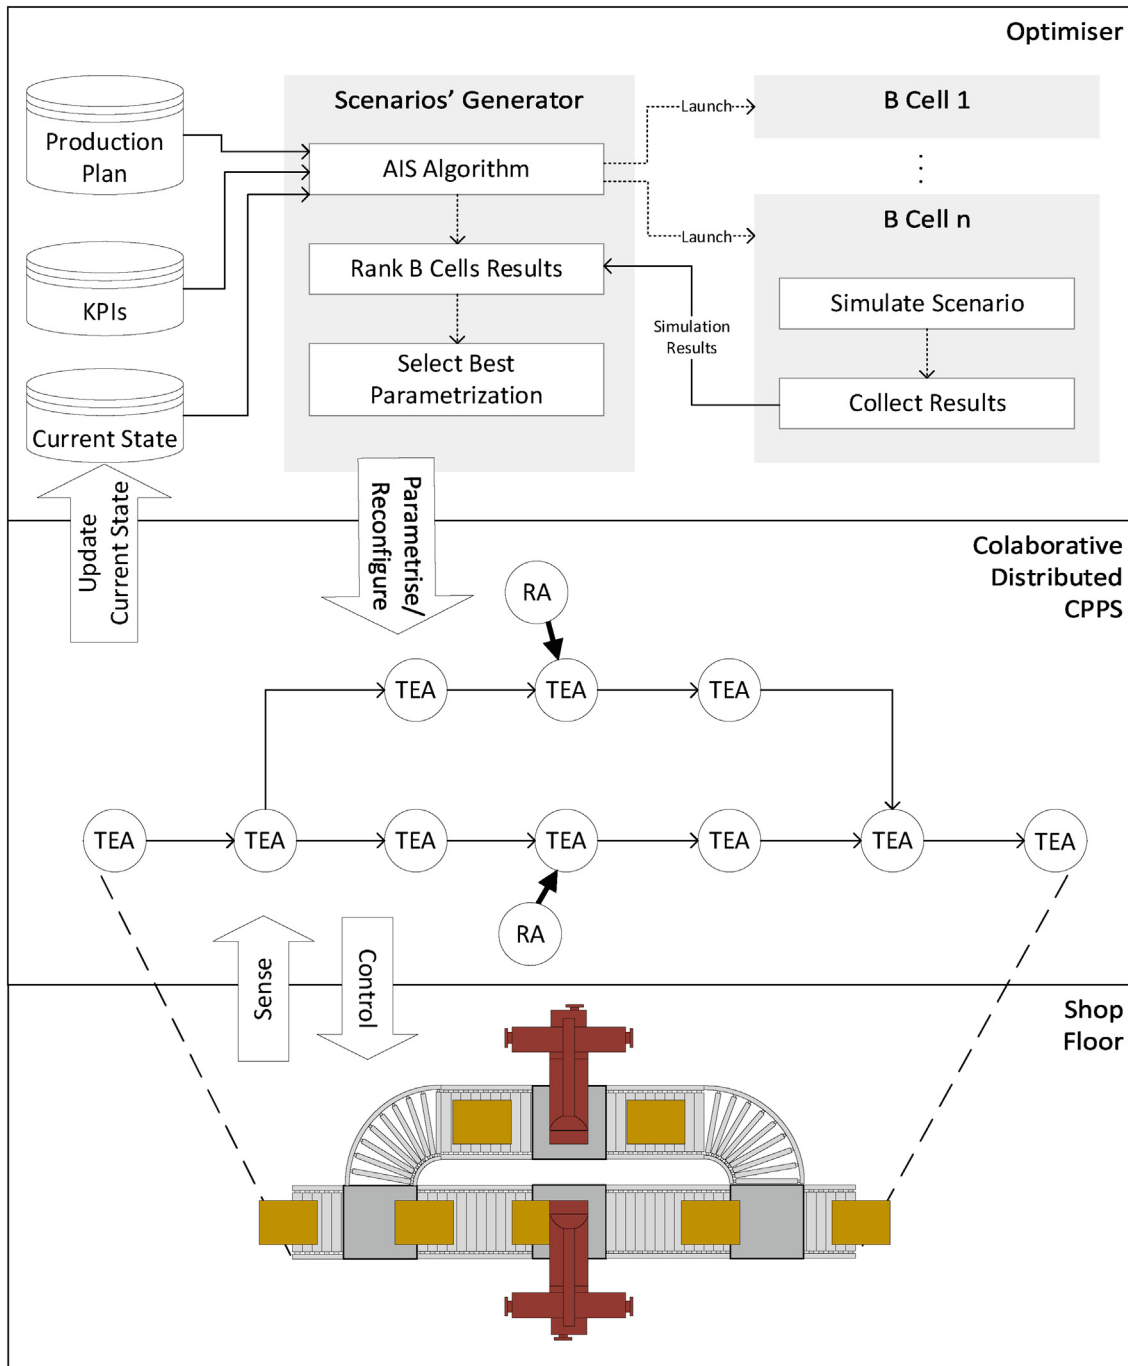 Optimiser
Production
Plan
KPIs
Current State
Scenarios' Generator
AIS Algorithm
Rank B Cells Results
Select Best
Parametrization
Launch
Launch
B Cell 1
B Cell n
Simulate Scenario
Collect Results
Simulation
Results
Update
Current State
Parametrise/
Reconfigure
Colaborative
Distributed
CPPS
RA
TEA
TEA
TEA
TEA
TEA
TEA
TEA
TEA
TEA
TEA
RA
Sense
Control
Shop
Floor